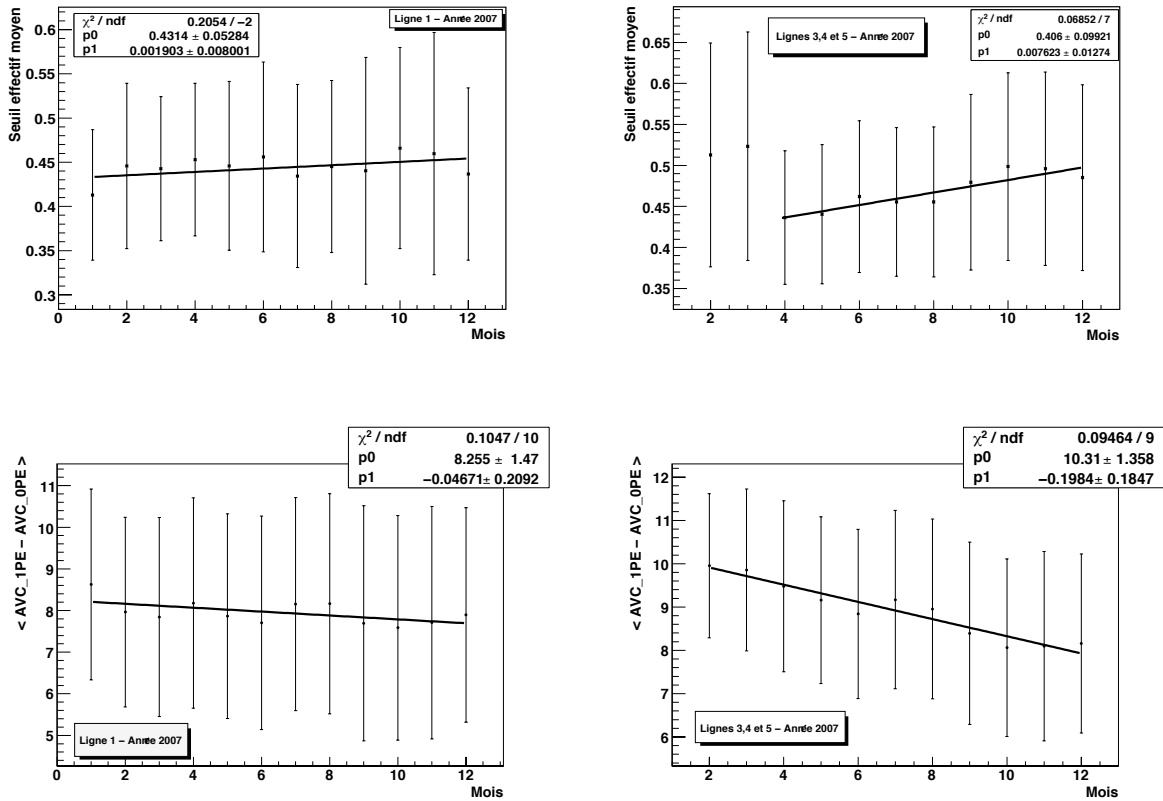 χ² / ndf 0.2054 / −2
p0 0.4314 ± 0.05284
p1 0.001903 ± 0.008001
Ligne 1 − Année 2007
Seuil effectif moyen
0.6
0.55
0.5
0.45
0.4
0.35
0.3
0 2 4 6 8 10 12
Mois
χ² / ndf 0.06852 / 7
p0 0.406 ± 0.09921
p1 0.007623 ± 0.01274
Lignes 3,4 et 5 − Année 2007
Seuil effectif moyen
0.65
0.6
0.55
0.5
0.45
0.4
0.35
2 4 6 8 10 12
Mois
χ² / ndf 0.1047 / 10
p0 8.255 ± 1.47
p1 −0.04671± 0.2092
< AVC_1PE − AVC_0PE >
11
10
9
8
7
6
5
Ligne 1 − Année 2007
0 2 4 6 8 10 12
Mois
χ² / ndf 0.09464 / 9
p0 10.31 ± 1.358
p1 −0.1984± 0.1847
< AVC_1PE − AVC_0PE >
12
11
10
9
8
7
6
Lignes 3,4 et 5 − Année 2007
2 4 6 8 10 12
Mois